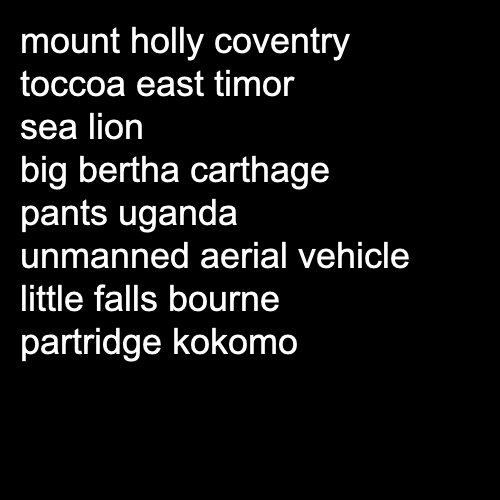 mount holly coventry
toccoa east timor
sea lion
big bertha carthage
pants uganda
unmanned aerial vehicle
little falls bourne
partridge kokomo